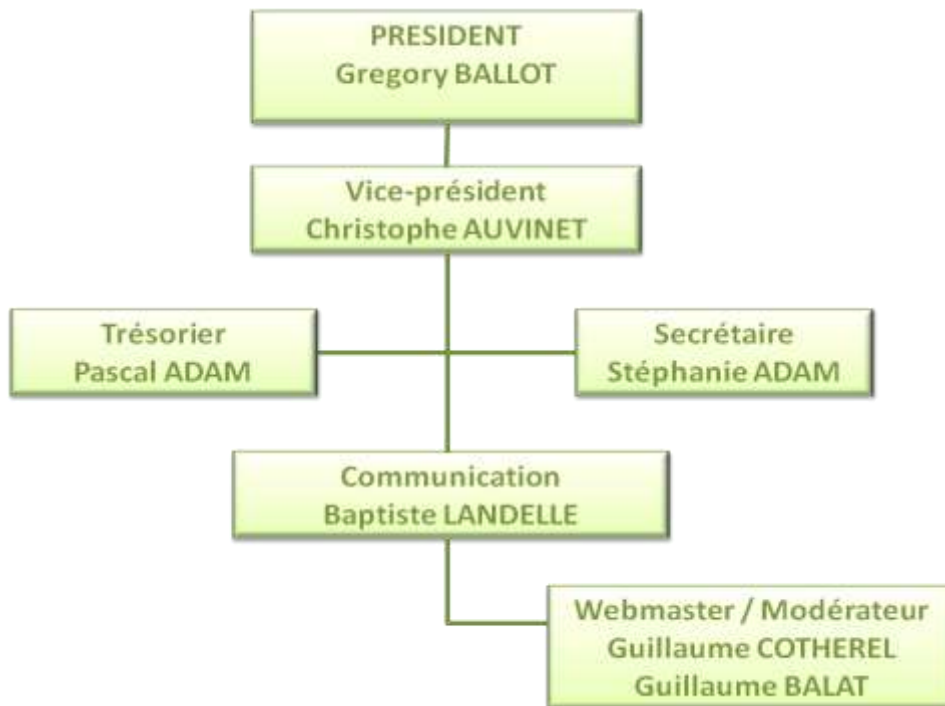 PRESIDENT
Gregory BALLOT
Vice-président
Christophe AUVINET
Trésorier
Pascal ADAM
Secrétaire
Stéphanie ADAM
Communication
Baptiste LANDELLE
Webmaster / Modérateur
Guillaume COTHEREL
Guillaume BALAT